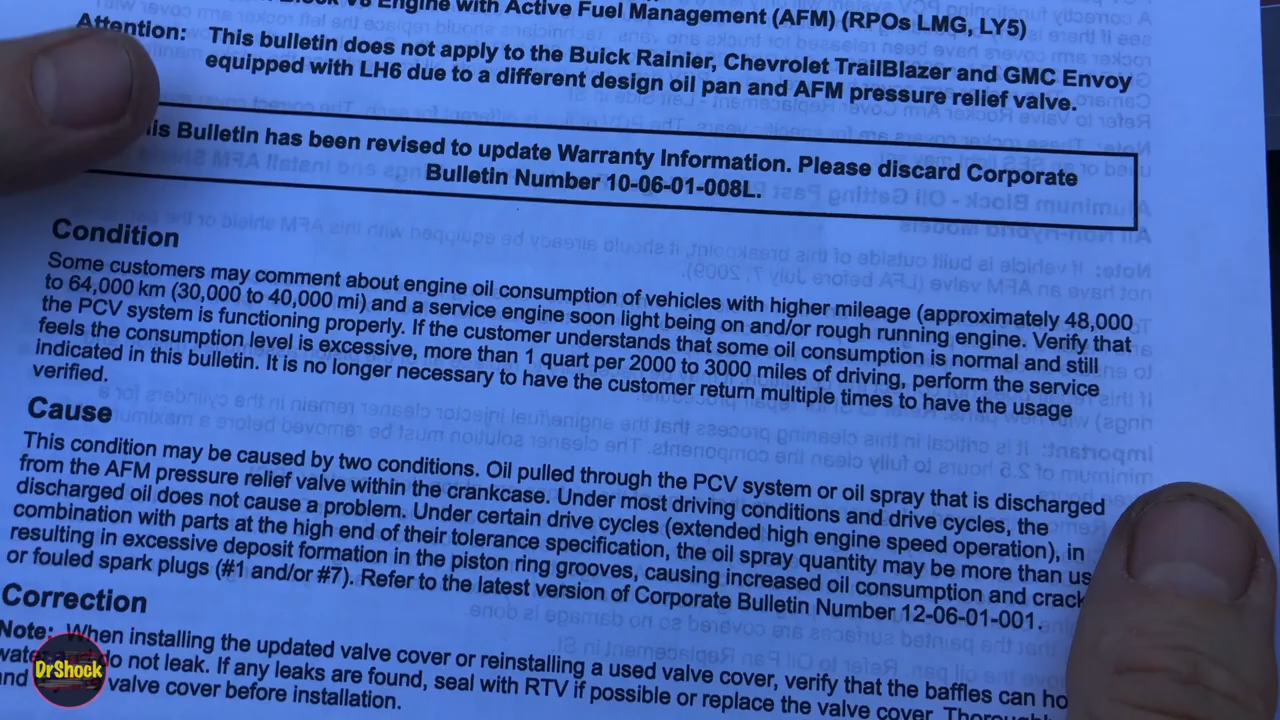 Engine with Active Fuel Management (AFM) (RPOs LMG, LY5)
Attention: This bulletin does not apply to the Buick Rainier, Chevrolet TrailBlazer and GMC Envoy
equipped with LH6 due to a different design oil pan and AFM pressure relief valve.
is Bulletin has been revised to update Warranty Information. Please discard Corporate
Bulletin Number 10-06-01-008L.
Condition
Some customers may comment about engine oil consumption of vehicles with higher mileage (approximately 48,000
to 64,000 km (30,000 to 40,000 mi) and a service engine soon light being on and/or rough running engine. Verify that
the PCV system is functioning properly. If the customer understands that some oil consumption is normal and still
feels the consumption level is excessive, more than 1 quart per 2000 to 3000 miles of driving, perform the service
indicated in this bulletin. It is no longer necessary to have the customer return multiple times to have the usage
verified.
Cause
This condition may be caused by two conditions. Oil pulled through the PCV system or oil spray that is discharged
from the AFM pressure relief valve within the crankcase. Under most driving conditions and drive cycles, the
discharged oil does not cause a problem. Under certain drive cycles (extended high engine speed operation), in
combination with parts at the high end of their tolerance specification, the oil spray quantity may be more than us
resulting in excessive deposit formation in the piston ring grooves, causing increased oil consumption and crack
or fouled spark plugs (#1 and/or #7). Refer to the latest version of Corporate Bulletin Number 12-06-01-001.
Correction
Note: When installing the updated valve cover or reinstalling a used valve cover, verify that the baffles can ho
do not leak. If any leaks are found, seal with RTV if possible or replace the valve cover.
and valve cover before installation.
DrShock